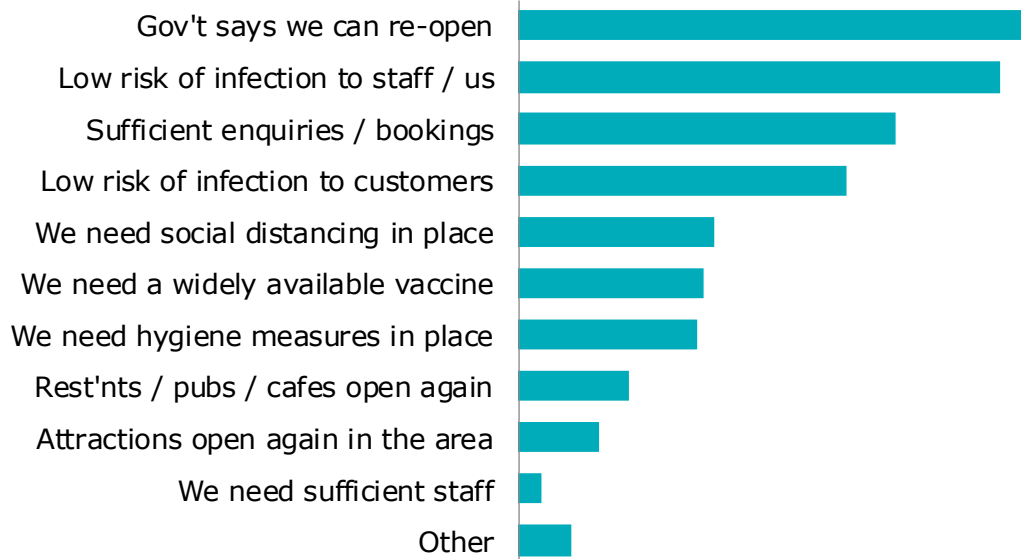 Gov't says we can re-open
Low risk of infection to staff / us
Sufficient enquiries / bookings
Low risk of infection to customers
We need social distancing in place
We need a widely available vaccine
We need hygiene measures in place
Rest'nts / pubs / cafes open again
Attractions open again in the area
We need sufficient staff
Other